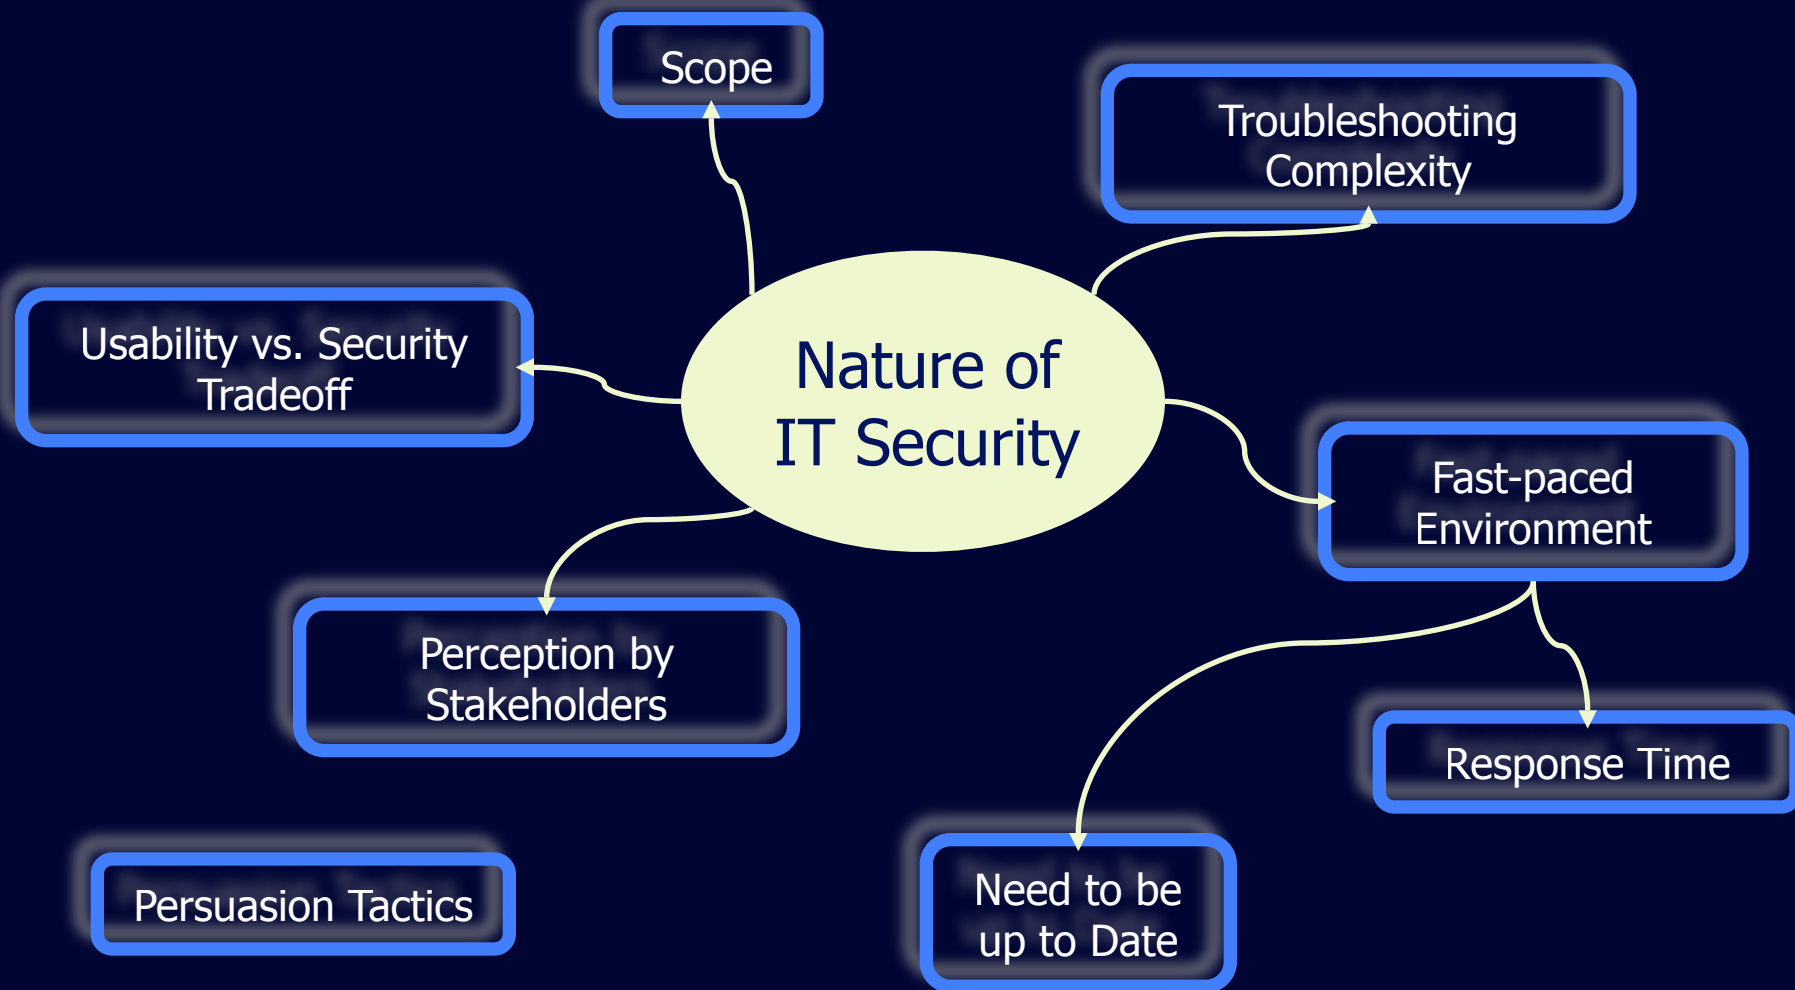 Scope
Troubleshooting
Complexity
Usability vs. Security
Tradeoff
Nature of
IT Security
Fast-paced
Environment
Perception by
Stakeholders
Response Time
Persuasion Tactics
Need to be
up to Date